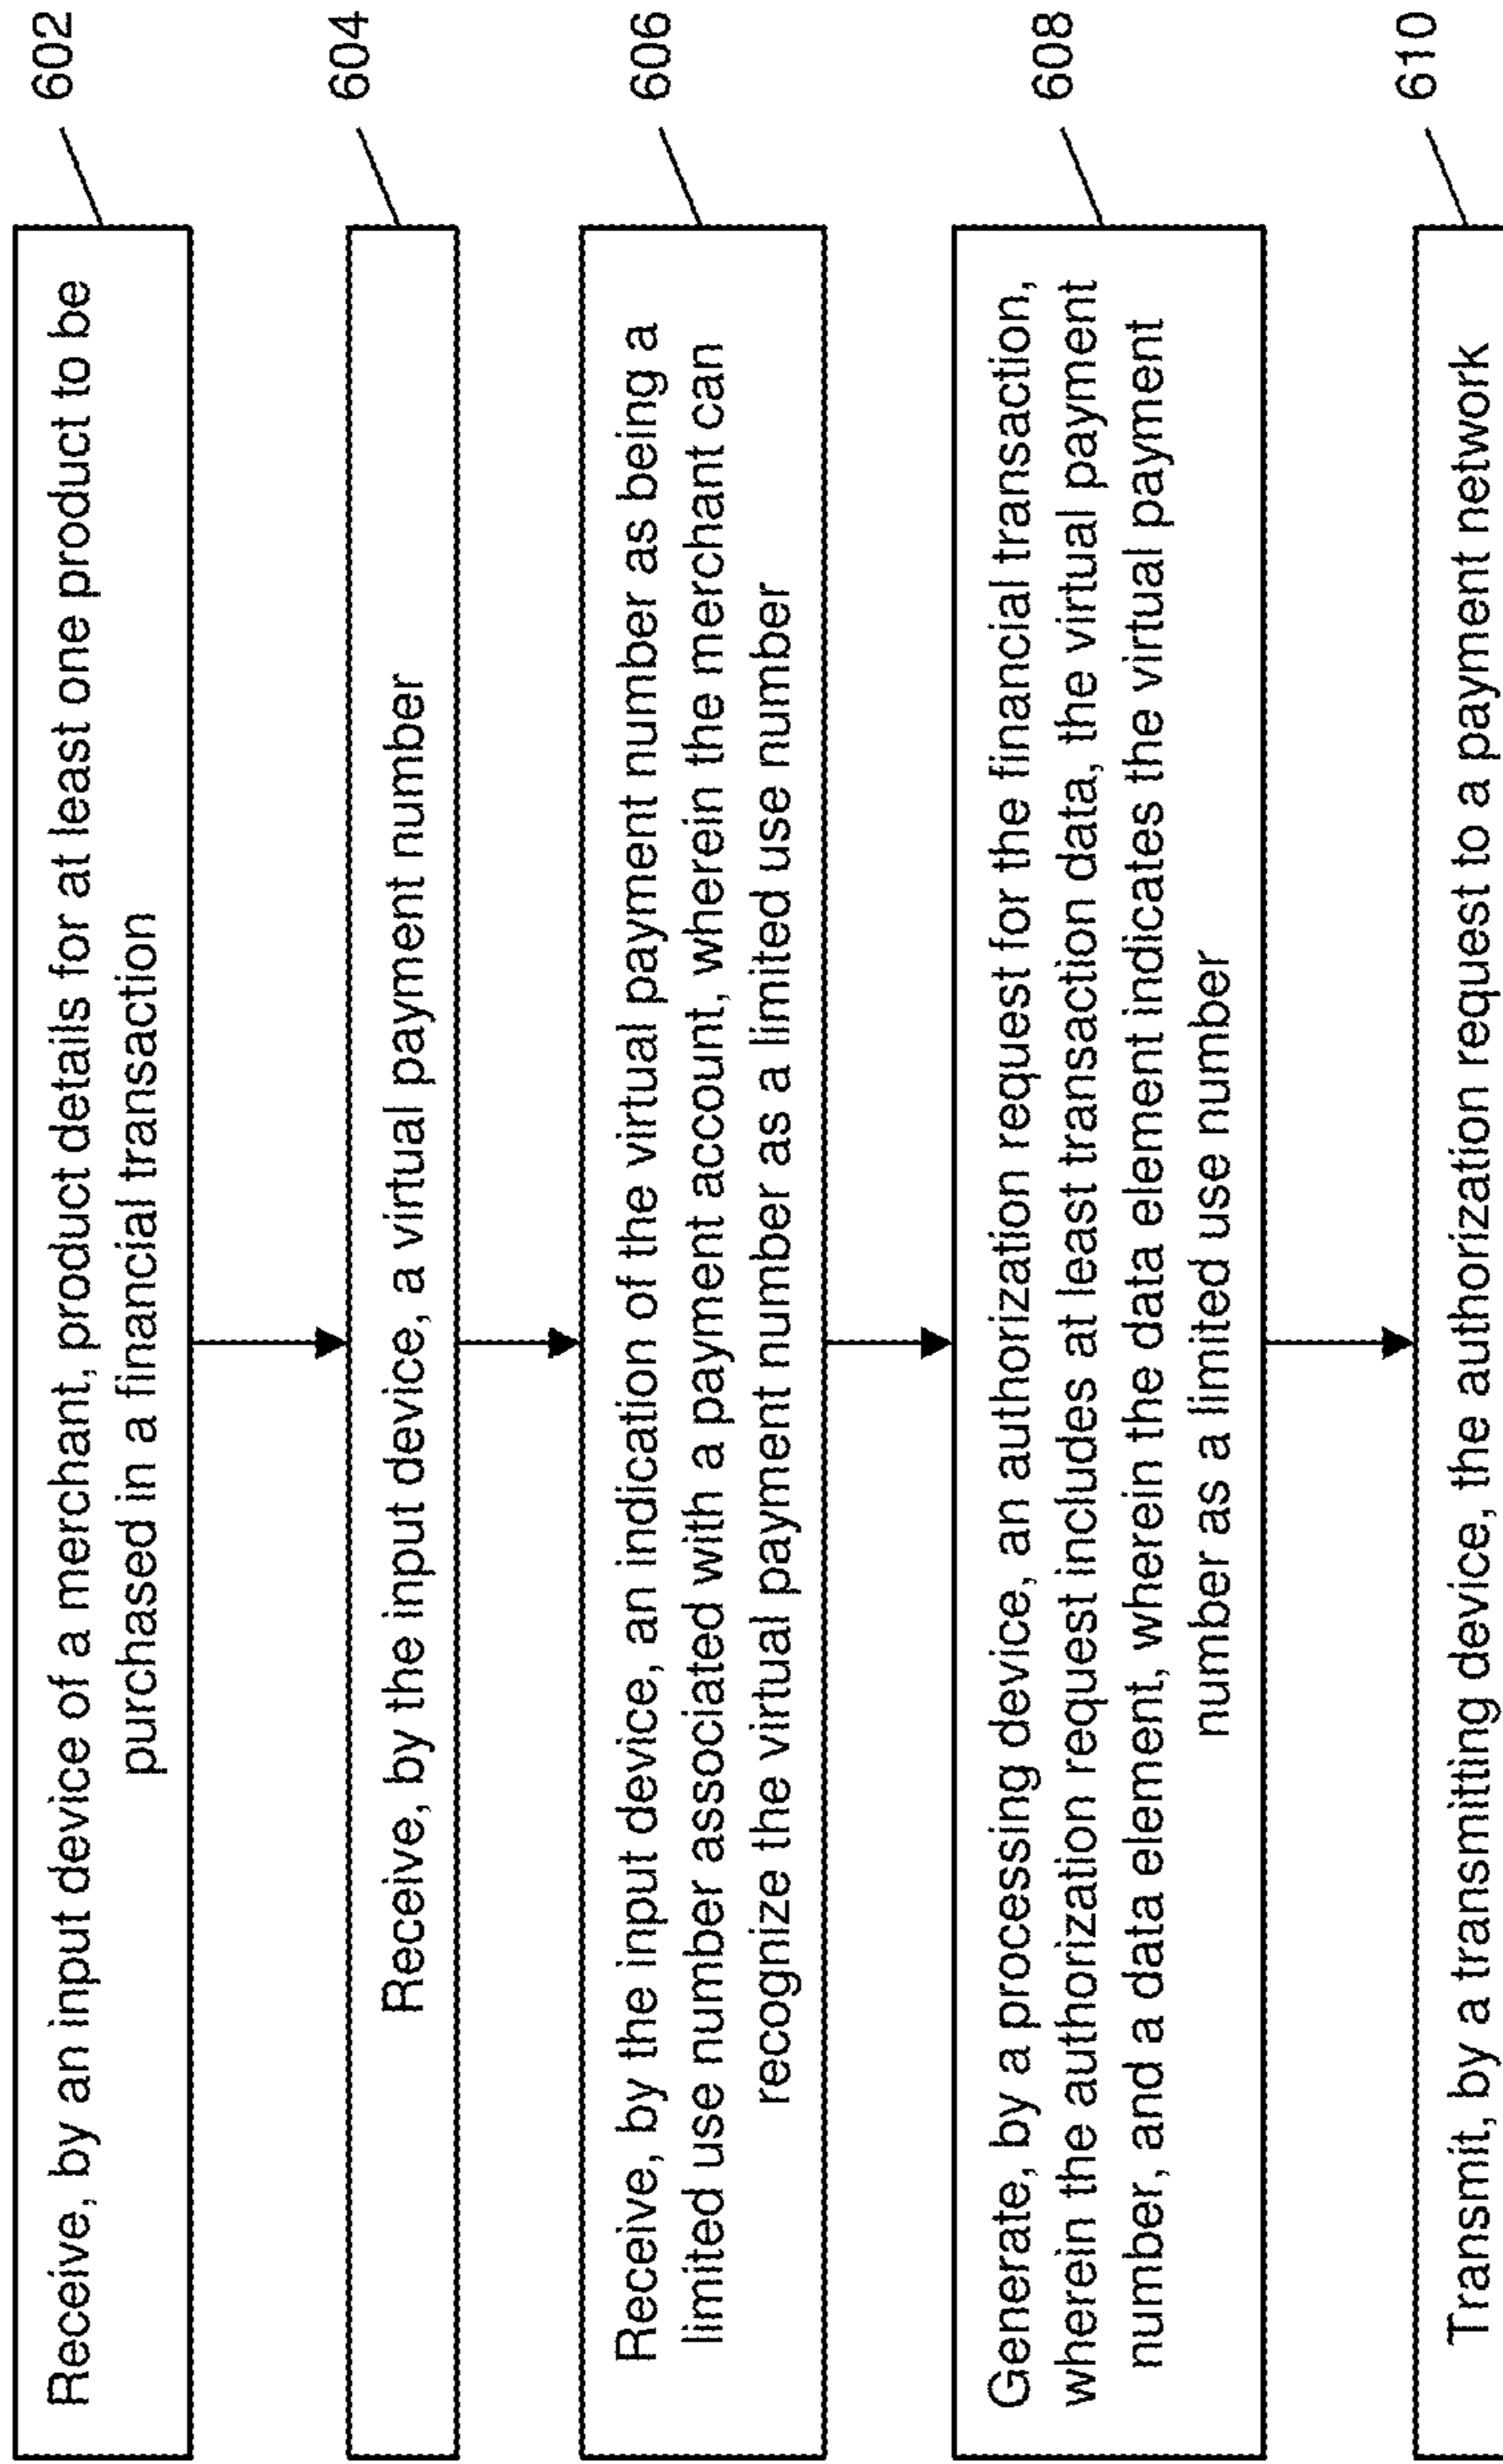 Receive, by an input device of a merchant, product details for at least one product to be
purchased in a financial transaction
602
Receive, by the input device, a virtual payment number
604
Receive, by the input device, an indication of the virtual payment number as being a
limited use number associated with a payment account, wherein the merchant can
recognize the virtual payment number as a limited use number
606
Generate, by a processing device, an authorization request for the financial transaction,
wherein the authorization request includes at least transaction data, the virtual payment
number, and a data element, wherein the data element indicates the virtual payment
number as a limited use number
608
Transmit, by a transmitting device, the authorization request to a payment network
610